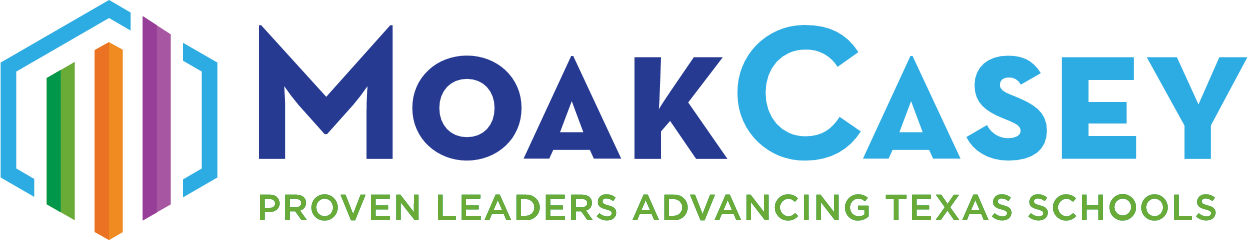 MOAKCASEY
PROVEN LEADERS ADVANCING TEXAS SCHOOLS